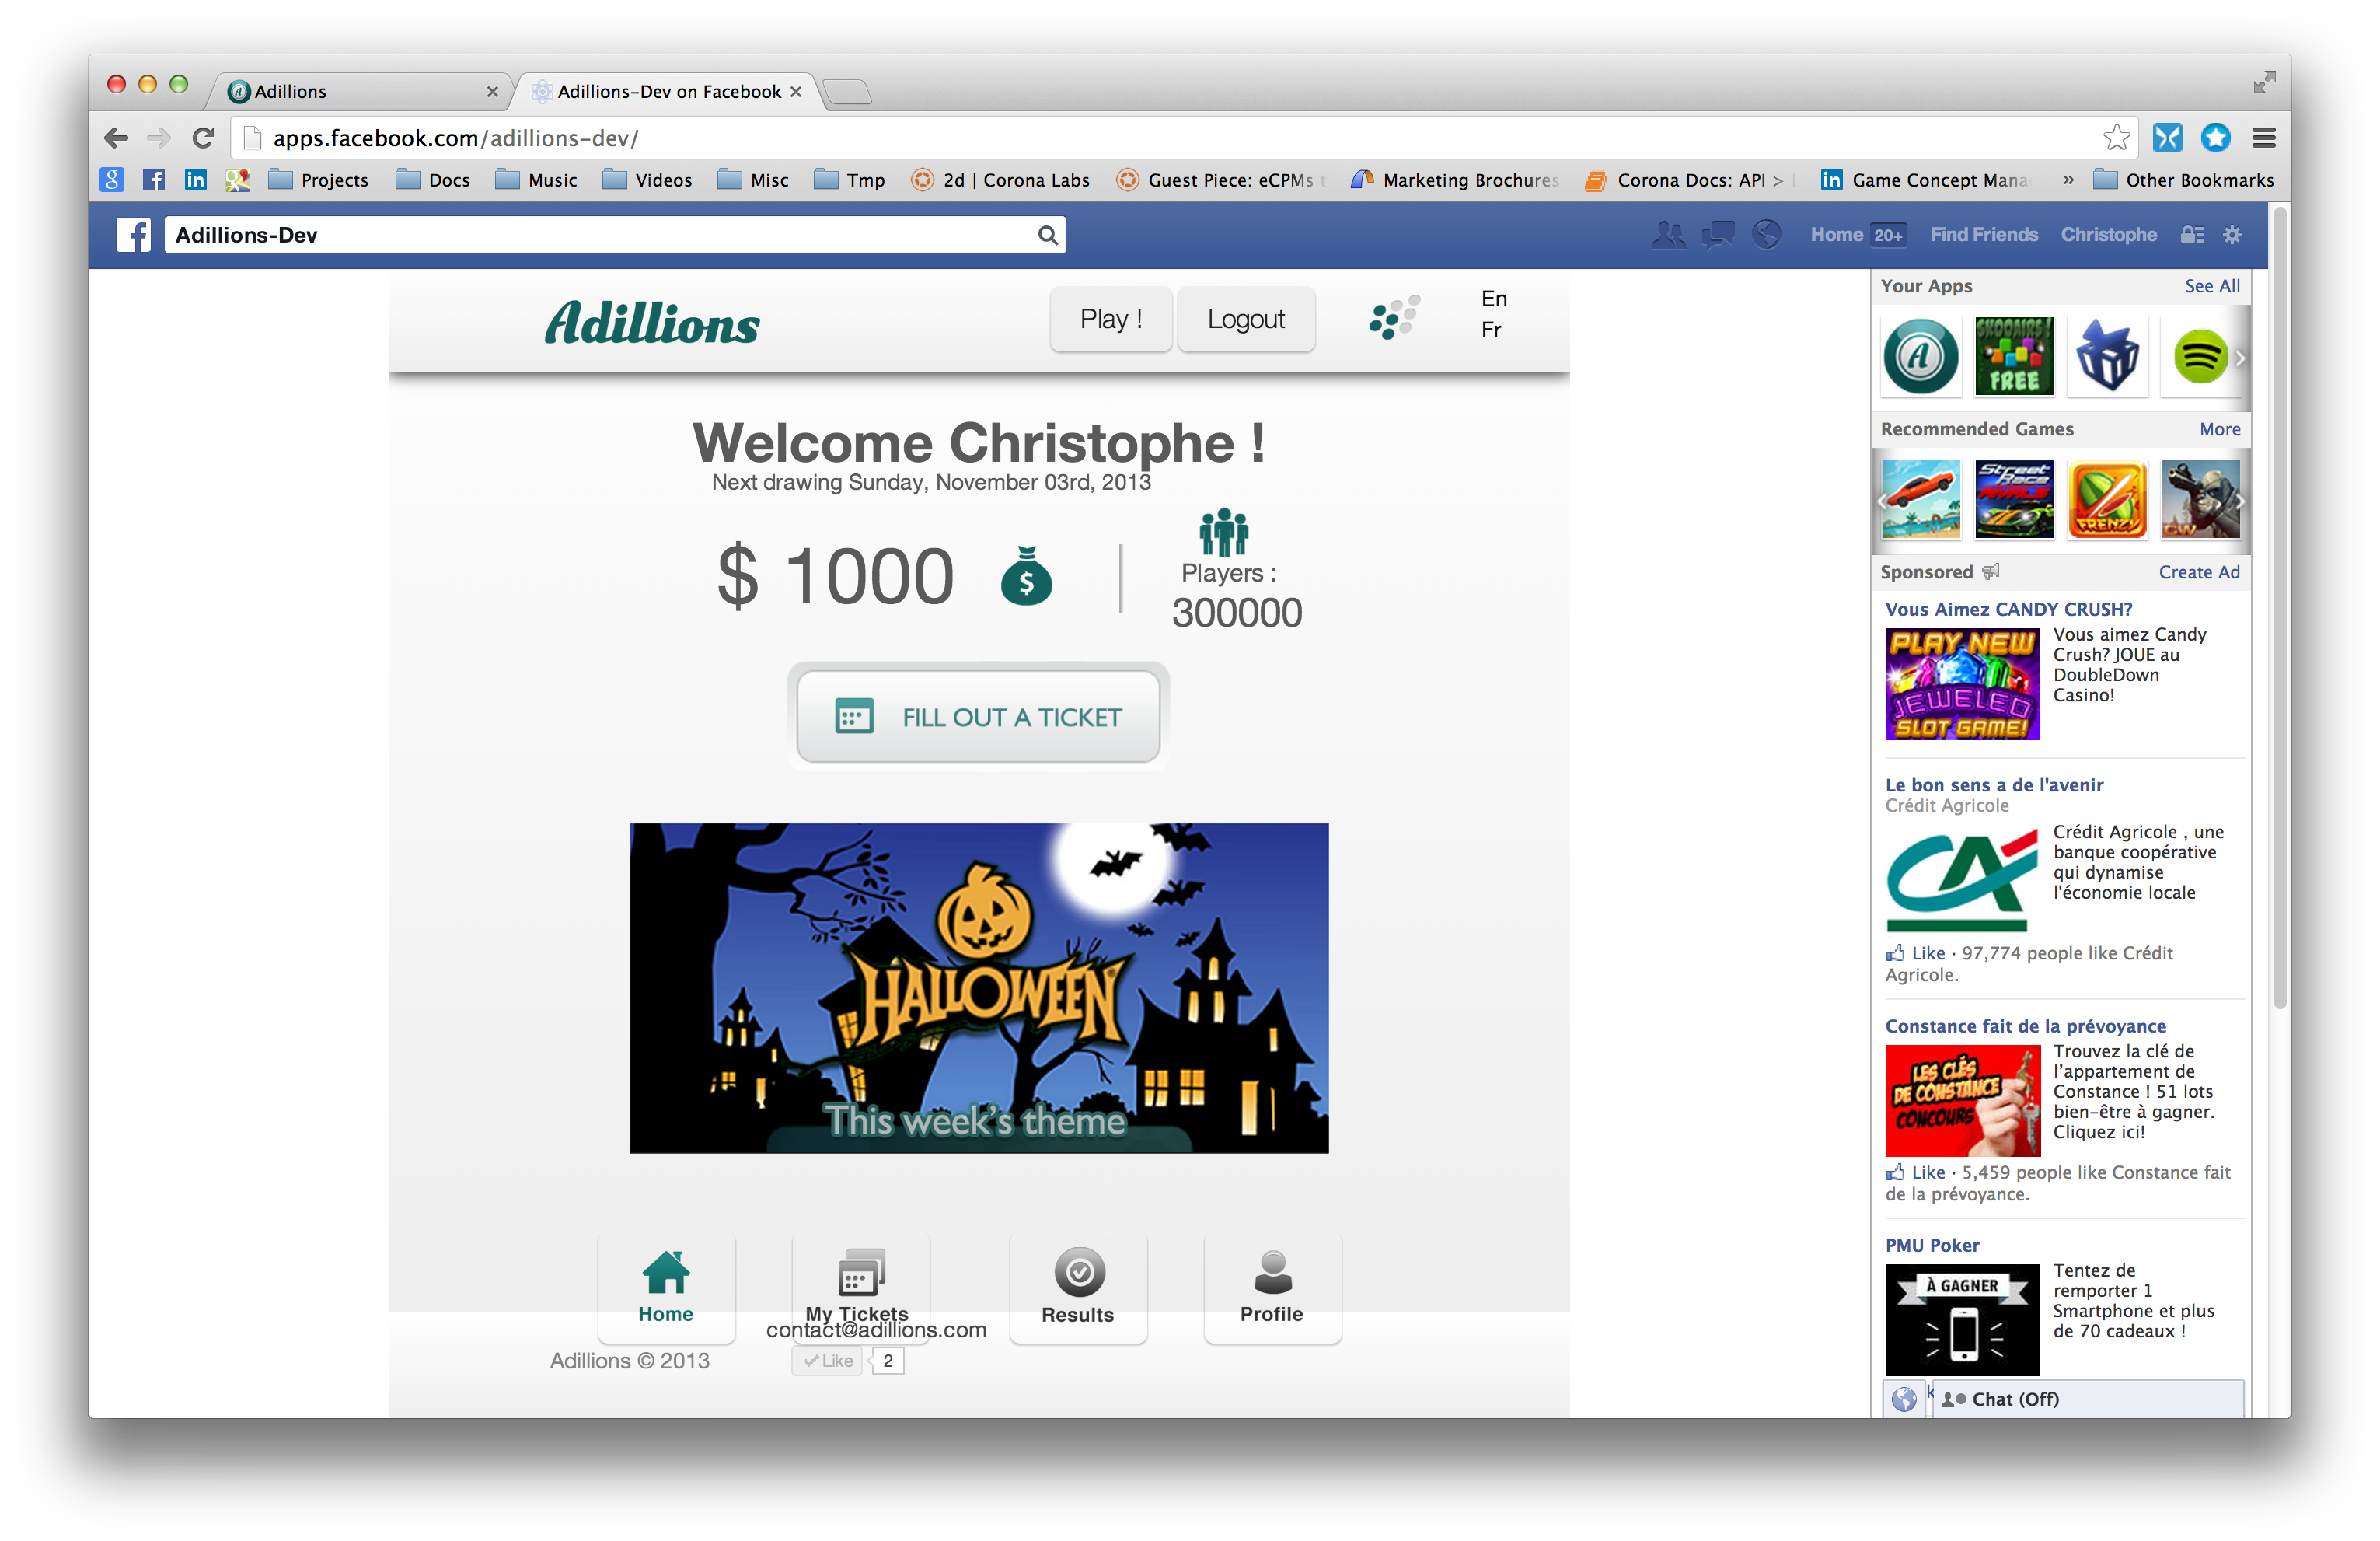 Adillions
Adillions-Dev on Facebook
apps.facebook.com/adillions-dev/
Projects
Docs
Music
Videos
Misc
Tmp
2d | Corona Labs
Guest Piece: eCPMs
Marketing Brochures
Corona Docs: API >
Game Concept Mana
»
Other Bookmarks
Adillions-Dev
Home 20+
Find Friends
Christophe
Adillions
Play !
Logout
En
Fr
Welcome Christophe !
Next drawing Sunday, November 03rd, 2013
$ 1000
$
Players :
300000
FILL OUT A TICKET
HALLOWEEN
This week's theme
Home
My Tickets
Results
Profile
contact@adillions.com
Adillions © 2013
Like
2
Your Apps
See All
A
FREE
Recommended Games
More
Street
Race
RIVALS
FRENZY
CW
Sponsored
Create Ad
Vous Aimez CANDY CRUSH?
PLAY NEW
JEWELED
SLOT GAME!
Vous aimez Candy
Crush? JOUE au
DoubleDown
Casino!
Le bon sens a de l'avenir
Crédit Agricole
CA
Crédit Agricole , une
banque coopérative
qui dynamise
l'économie locale
Like · 97,774 people like Crédit
Agricole.
Constance fait de la prévoyance
LES CLÉS
DE CONSTANCE
CONCOURS
Trouvez la clé de
l'appartement de
Constance ! 51 lots
bien-être à gagner.
Cliquez ici!
Like · 5,459 people like Constance fait
de la prévoyance.
PMU Poker
À GAGNER
Tentez de
remporter 1
Smartphone et plus
de 70 cadeaux !
Chat (Off)